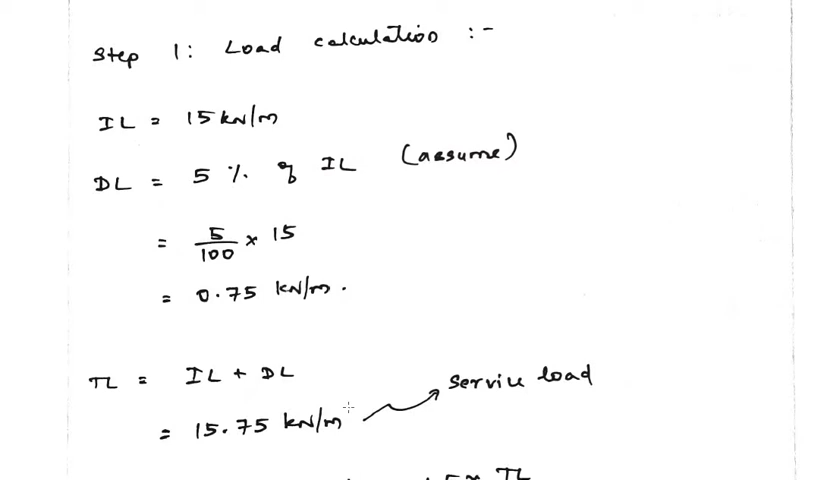 Step 1: Load calculation :-
IL = 15 kN/m
DL = 5 % of IL (assume)
= 5/100 × 15
= 0.75 kN/m.
TL = IL + DL
= 15.75 kN/m → Service load
TL